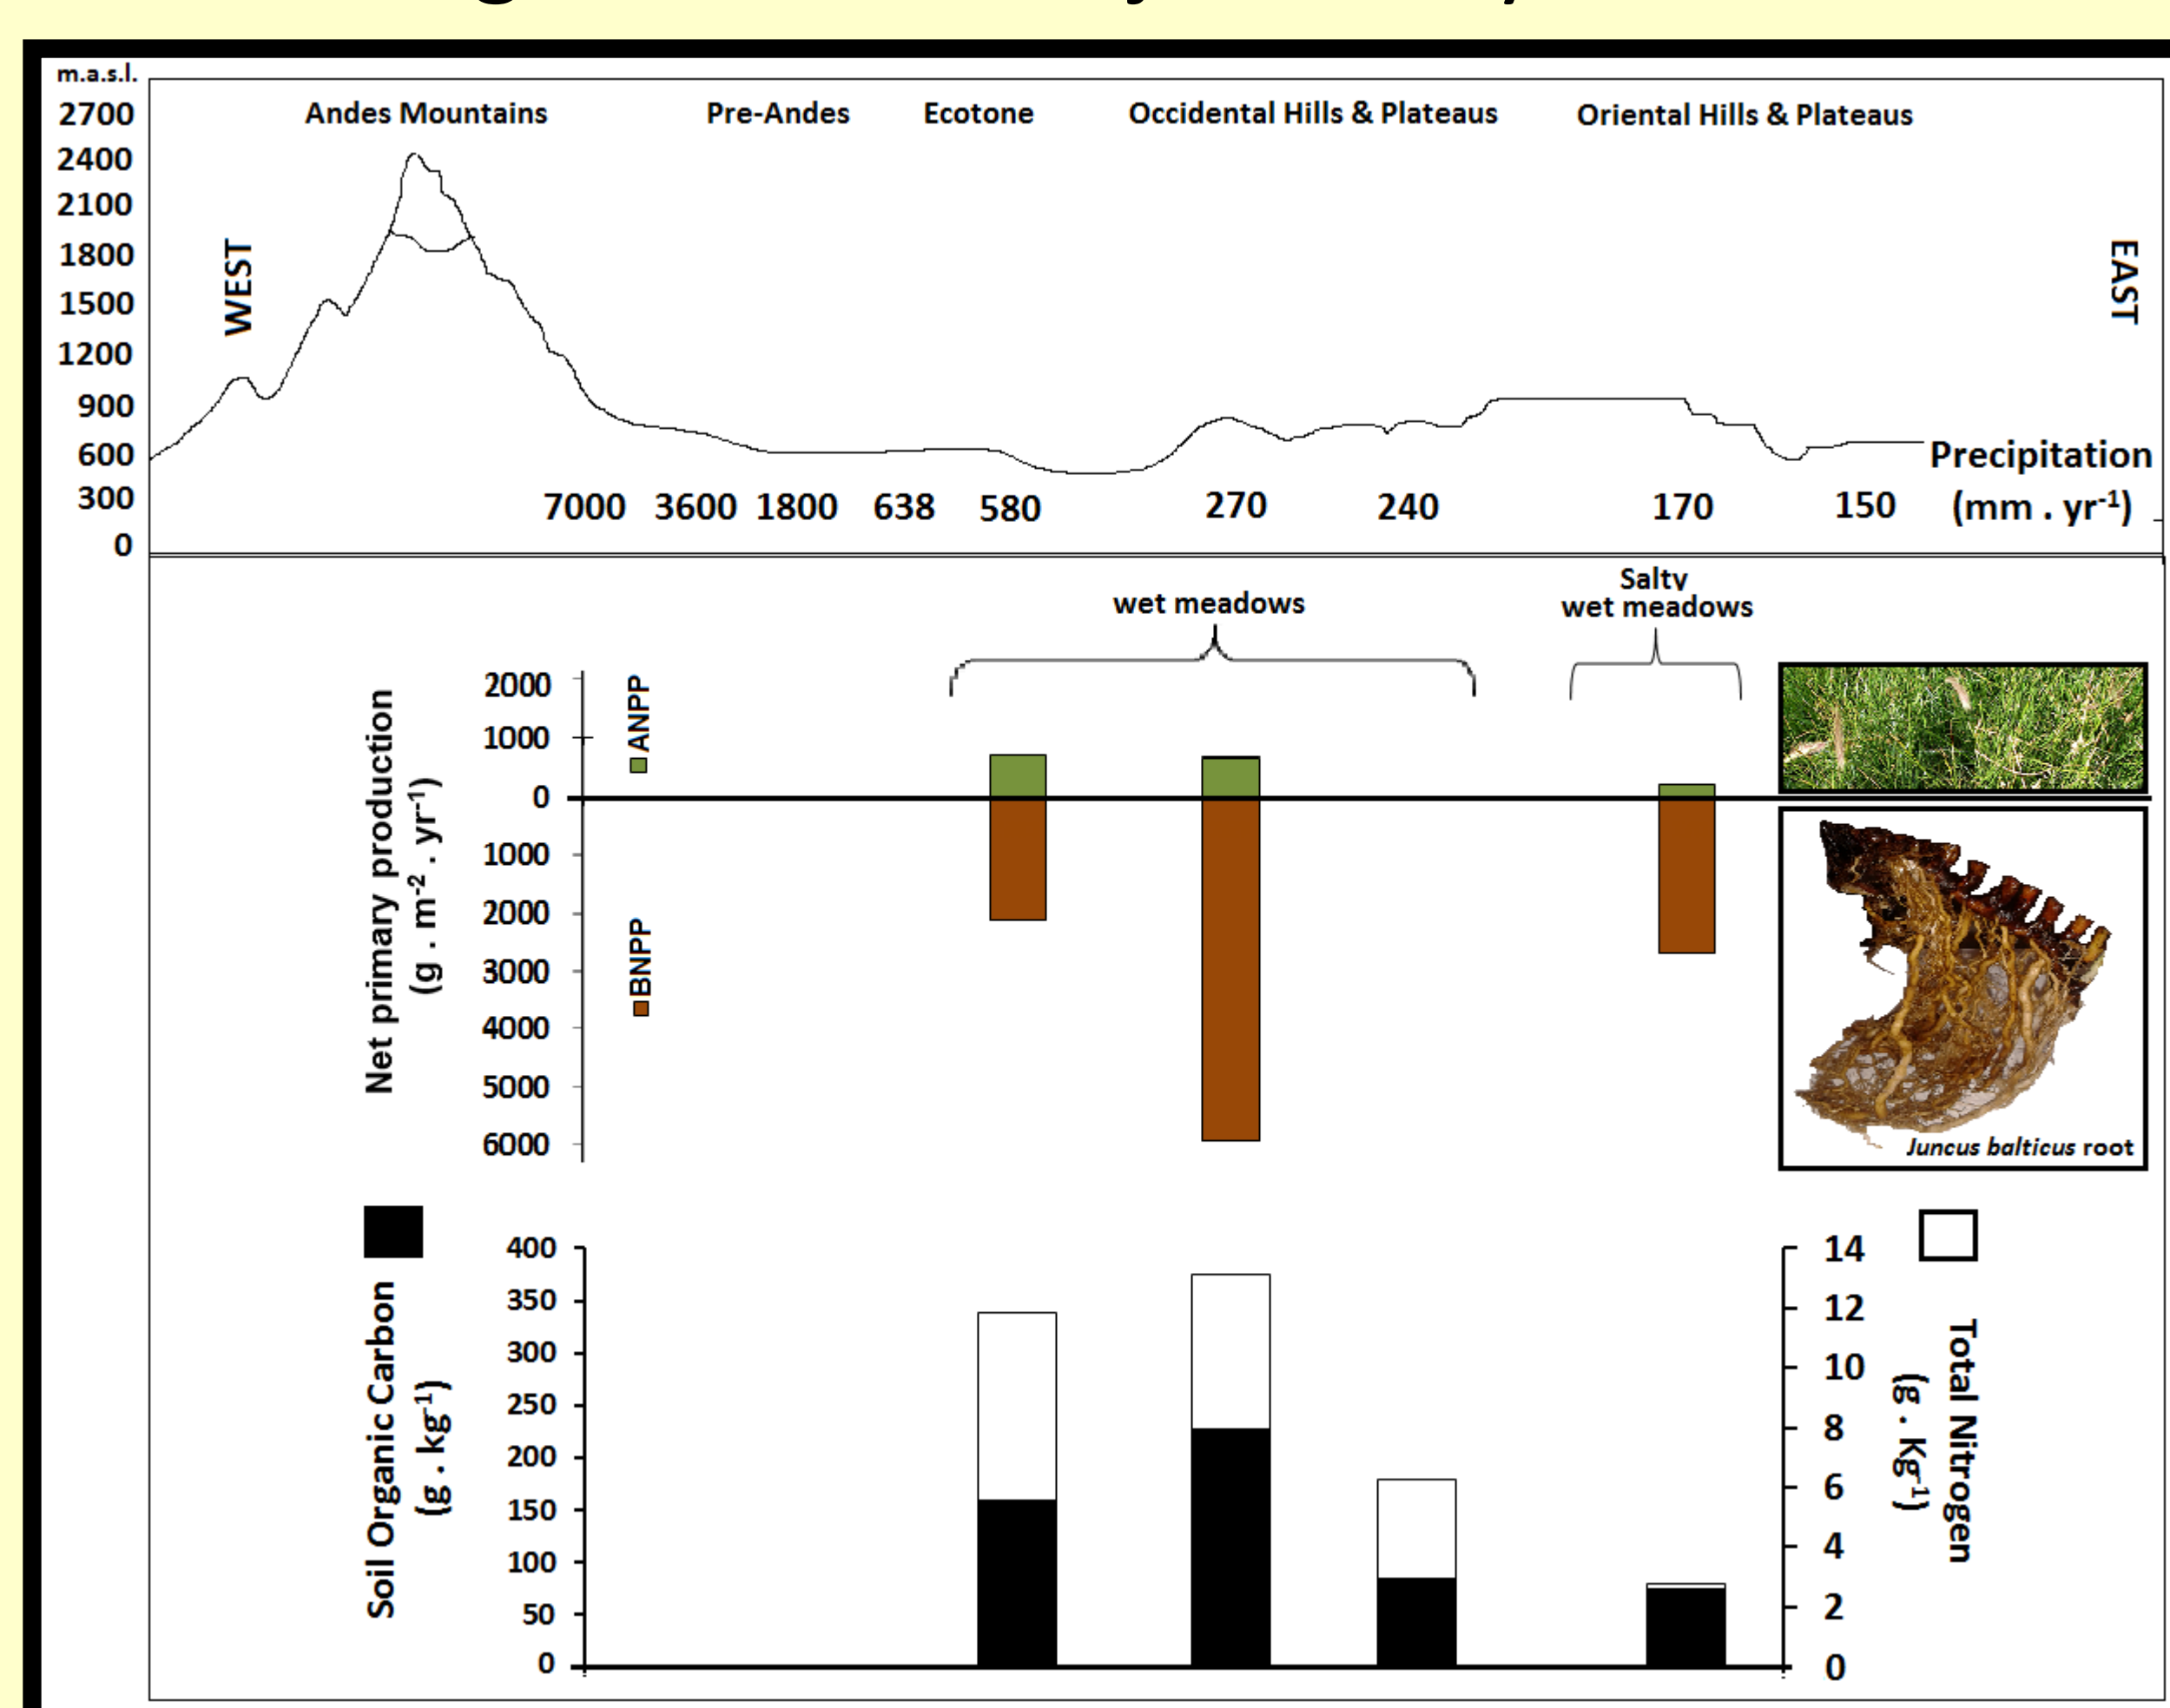 m.a.s.l.
2700
2400
2100
1800
1500
1200
900
600
300
0
Andes Mountains
Pre-Andes
Ecotone
Occidental Hills & Plateaus
Oriental Hills & Plateaus
WEST
EAST
Precipitation
(mm . yr-1)
7000
3600
1800
638
580
270
240
170
150
wet meadows
Salty
wet meadows
Net primary production
(g . m-2 . yr-1)
2000
1000
0
1000
2000
3000
4000
5000
6000
ANPP
BNPP
Juncus balticus root
Soil Organic Carbon
(g . kg-1)
400
350
300
250
200
150
100
50
0
14
12
10
8
6
4
2
0
Total Nitrogen
(g . Kg-1)